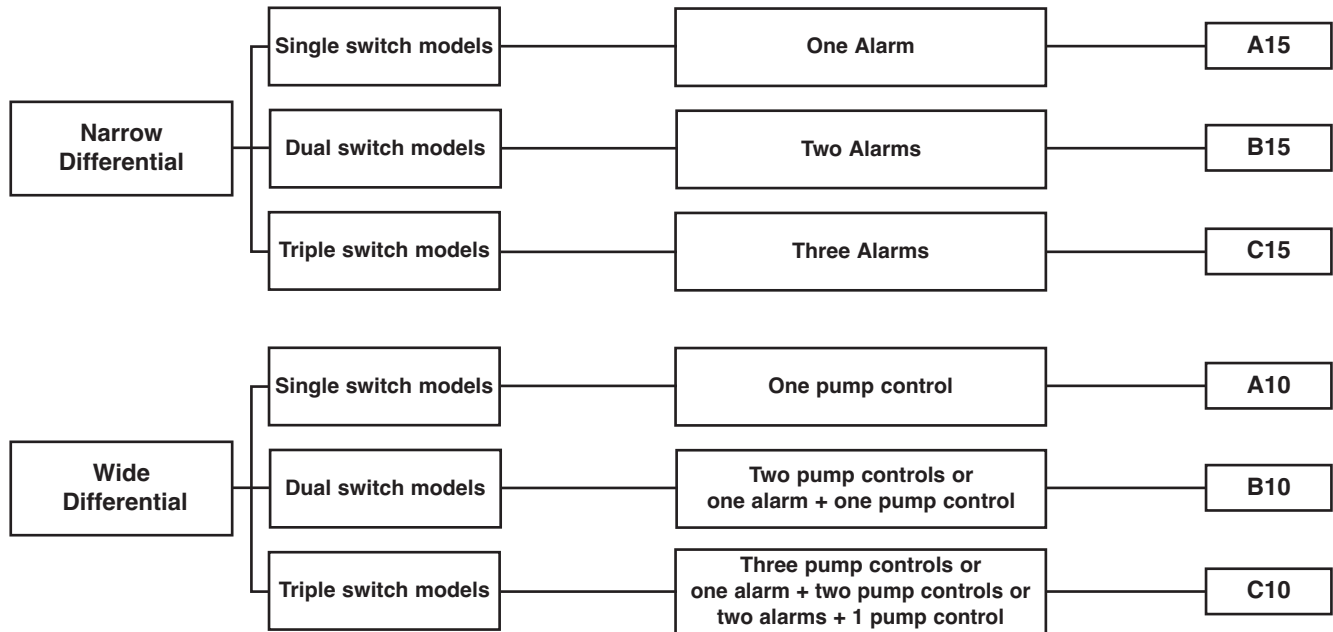 Narrow
Differential
Single switch models
One Alarm
A15
Dual switch models
Two Alarms
B15
Triple switch models
Three Alarms
C15
Wide
Differential
Single switch models
One pump control
A10
Dual switch models
Two pump controls or
one alarm + one pump control
B10
Triple switch models
Three pump controls or
one alarm + two pump controls or
two alarms + 1 pump control
C10